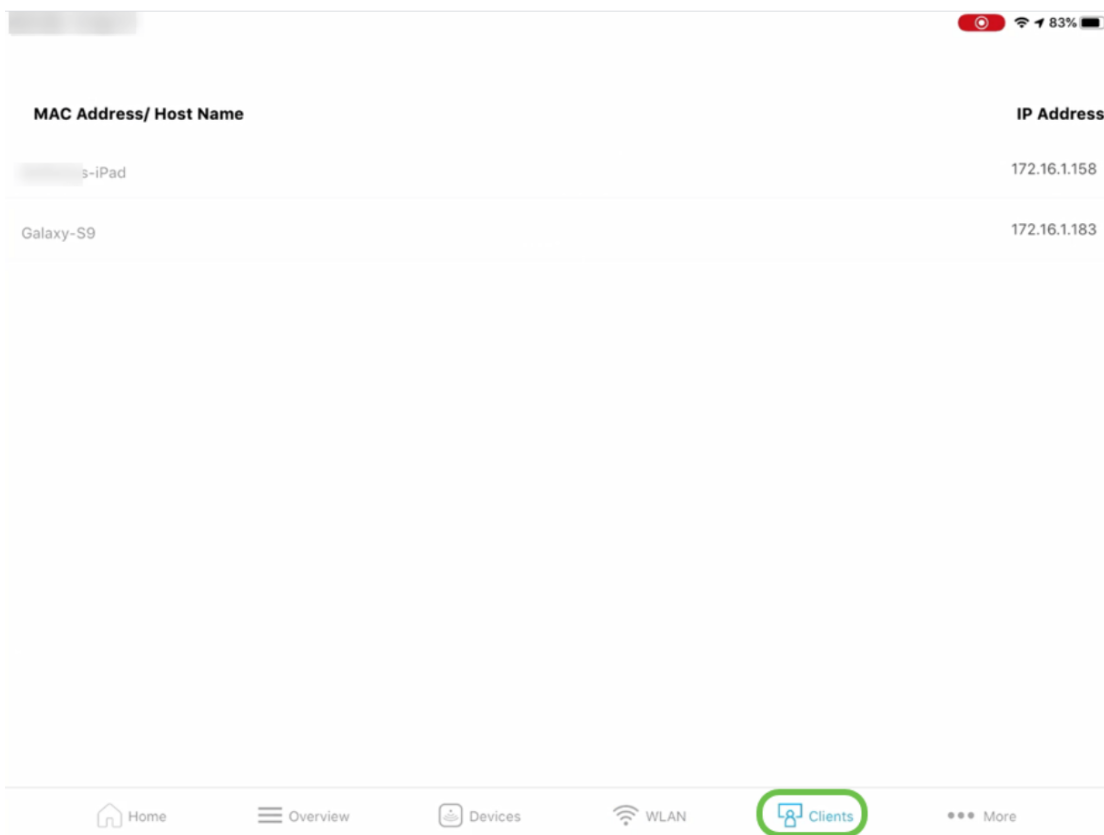 83%
MAC Address/ Host Name IP Address
s-iPad 172.16.1.158
Galaxy-S9 172.16.1.183
Home Overview Devices WLAN Clients More